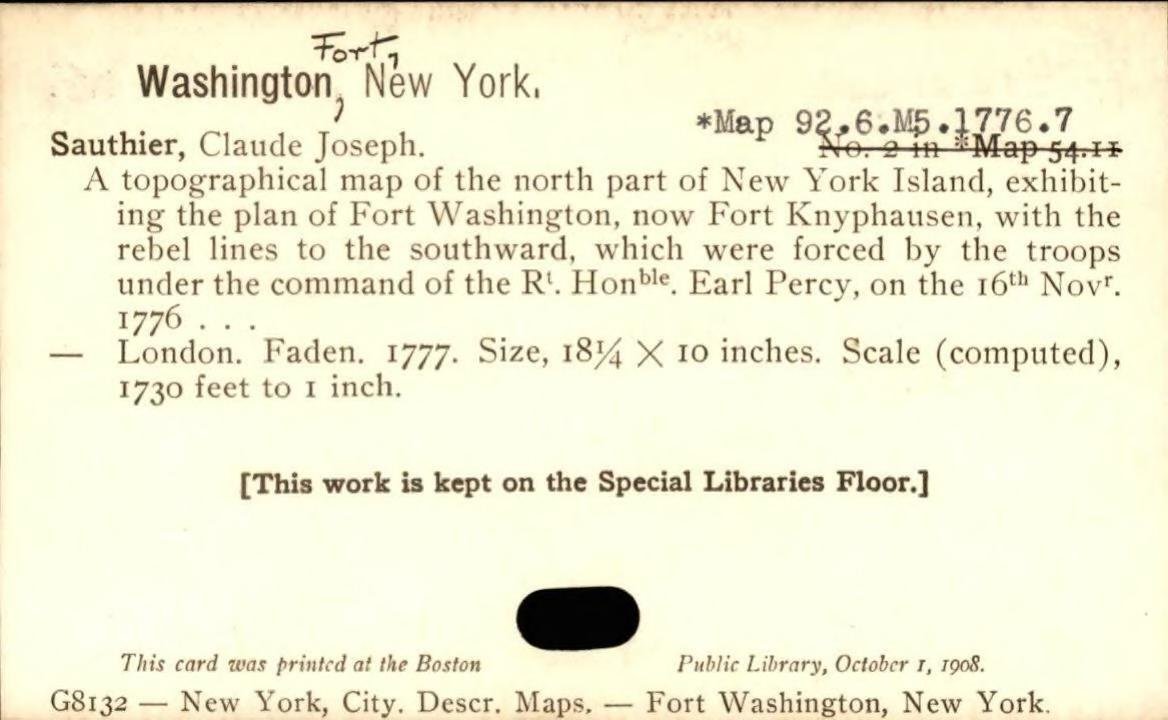 Washington, Fort, New York.
*Map 92.6.M5.1776.7
No. 2 in *Map 54.11
Sauthier, Claude Joseph.
A topographical map of the north part of New York Island, exhibit-
ing the plan of Fort Washington, now Fort Knyphausen, with the
rebel lines to the southward, which were forced by the troops
under the command of the Rᵗ. Honᵇˡᵉ. Earl Percy, on the 16ᵗʰ Novʳ.
1776 . . .
— London. Faden. 1777. Size, 18¼ × 10 inches. Scale (computed),
1730 feet to 1 inch.
[This work is kept on the Special Libraries Floor.]
This card was printed at the Boston Public Library, October 1, 1908.
G8132 — New York, City. Descr. Maps. — Fort Washington, New York.